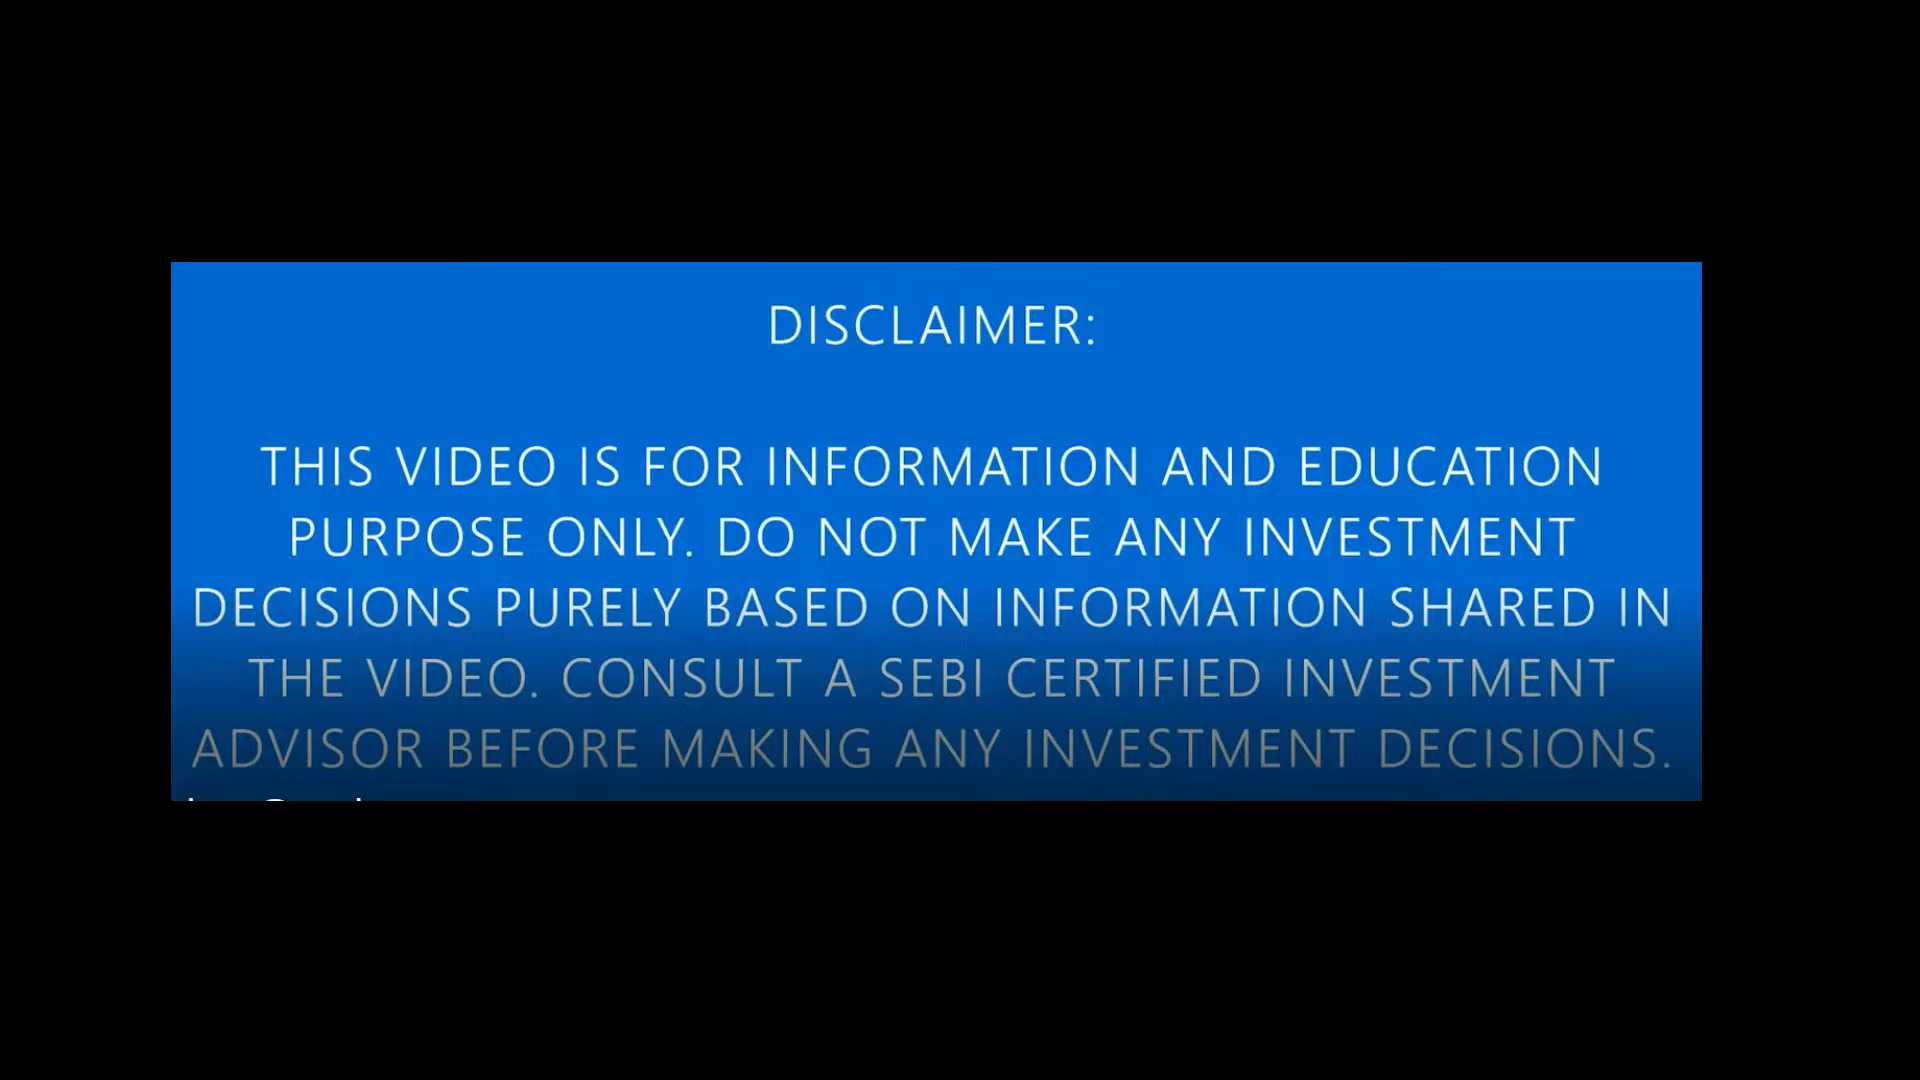 DISCLAIMER:
THIS VIDEO IS FOR INFORMATION AND EDUCATION
PURPOSE ONLY. DO NOT MAKE ANY INVESTMENT
DECISIONS PURELY BASED ON INFORMATION SHARED IN
THE VIDEO. CONSULT A SEBI CERTIFIED INVESTMENT
ADVISOR BEFORE MAKING ANY INVESTMENT DECISIONS.